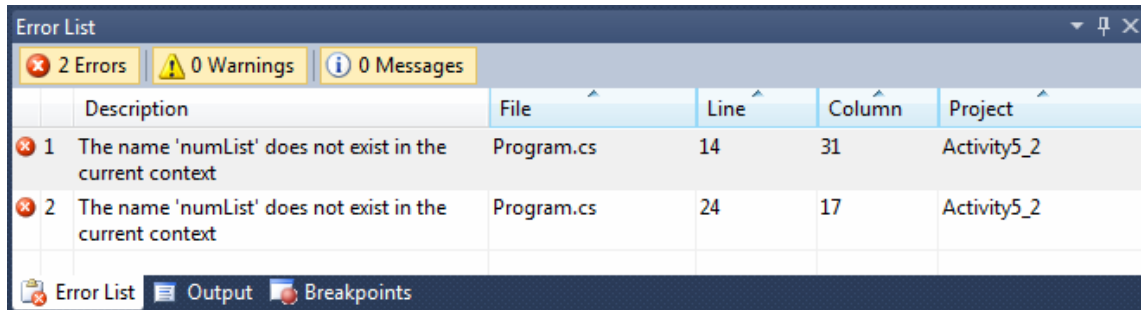 Error List
2 Errors 0 Warnings 0 Messages
Description File Line Column Project
1 The name 'numList' does not exist in the current context Program.cs 14 31 Activity5_2
2 The name 'numList' does not exist in the current context Program.cs 24 17 Activity5_2
Error List Output Breakpoints